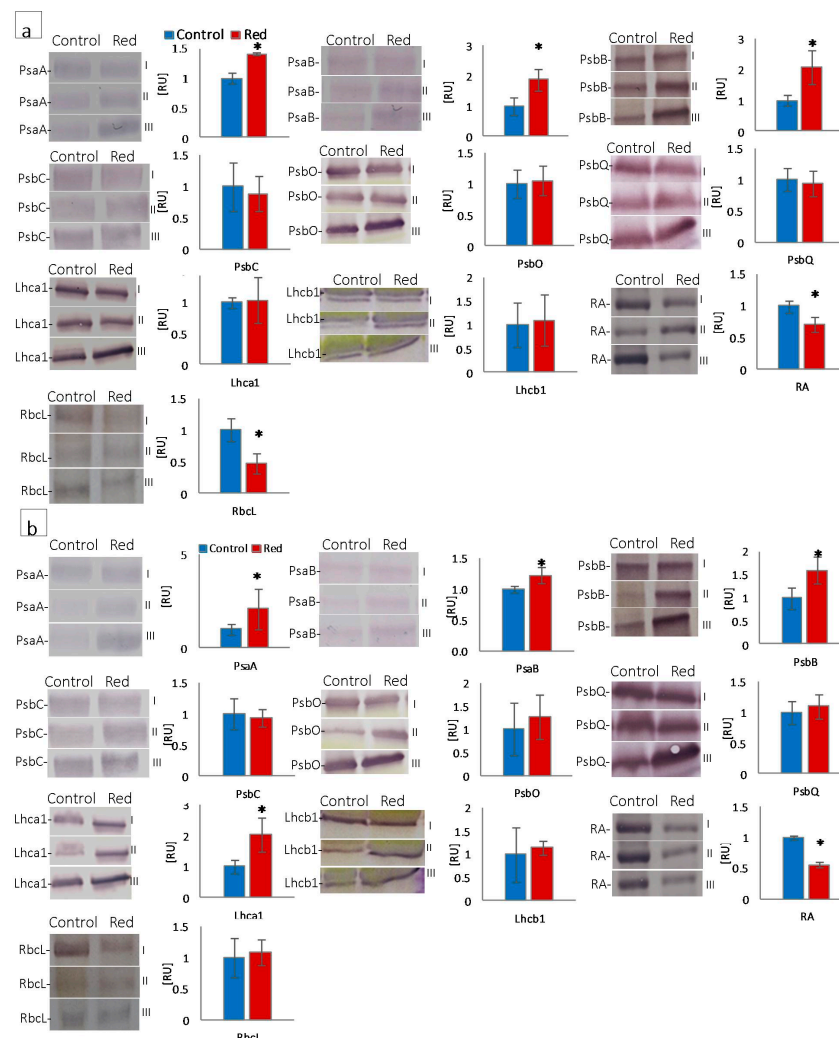 a
Control Red
PsaA-
PsaA-
PsaA-
I
II
III
Control Red
[RU]
1.5
1
0.5
0
*
Control Red
PsaB-
PsaB-
PsaB-
I
II
III
[RU]
3
2
1
0
*
Control Red
PsbB-
PsbB-
PsbB-
I
II
III
[RU]
3
2
1
0
*
Control Red
PsbC-
PsbC-
PsbC-
I
II
III
[RU]
1.5
1
0.5
0
PsbC
Control Red
PsbO-
PsbO-
PsbO-
I
II
III
[RU]
1.5
1
0.5
0
PsbO
Control Red
PsbQ-
PsbQ-
PsbQ-
I
II
III
[RU]
1.5
1
0.5
0
PsbQ
Control Red
Lhca1-
Lhca1-
Lhca1-
I
II
III
[RU]
1.5
1
0.5
0
Lhca1
Control Red
Lhcb1-
Lhcb1-
Lhcb1-
I
II
III
[RU]
2
1.5
1
0.5
0
Lhcb1
Control Red
RA-
RA-
RA-
I
II
III
[RU]
1.5
1
0.5
0
*
RA
Control Red
RbcL-
RbcL-
RbcL-
I
II
III
[RU]
1.5
1
0.5
0
*
RbcL
b
Control Red
PsaA-
PsaA-
PsaA-
I
II
III
Control Red
[RU]
5
0
*
PsaA
Control Red
PsaB-
PsaB-
PsaB-
I
II
III
[RU]
1.5
1.0
0.5
0.0
*
PsaB
Control Red
PsbB-
PsbB-
PsbB-
I
II
III
[RU]
2
1.5
1
0.5
0
*
PsbB
Control Red
PsbC-
PsbC-
PsbC-
I
II
III
[RU]
1.5
1
0.5
0
PsbC
Control Red
PsbO-
PsbO-
PsbO-
I
II
III
[RU]
2
1.5
1
0.5
0
PsbO
Control Red
PsbQ-
PsbQ-
PsbQ-
I
II
III
[RU]
1.5
1
0.5
0
PsbQ
Control Red
Lhca1-
Lhca1-
Lhca1-
I
II
III
[RU]
3
2
1
0
*
Lhca1
Control Red
Lhcb1-
Lhcb1-
Lhcb1-
I
II
III
[RU]
2
1.5
1
0.5
0
Lhcb1
Control Red
RA-
RA-
RA-
I
II
III
[RU]
1.5
1
0.5
0
*
RA
Control Red
RbcL-
RbcL-
RbcL-
I
II
III
[RU]
1.5
1
0.5
0
RbcL